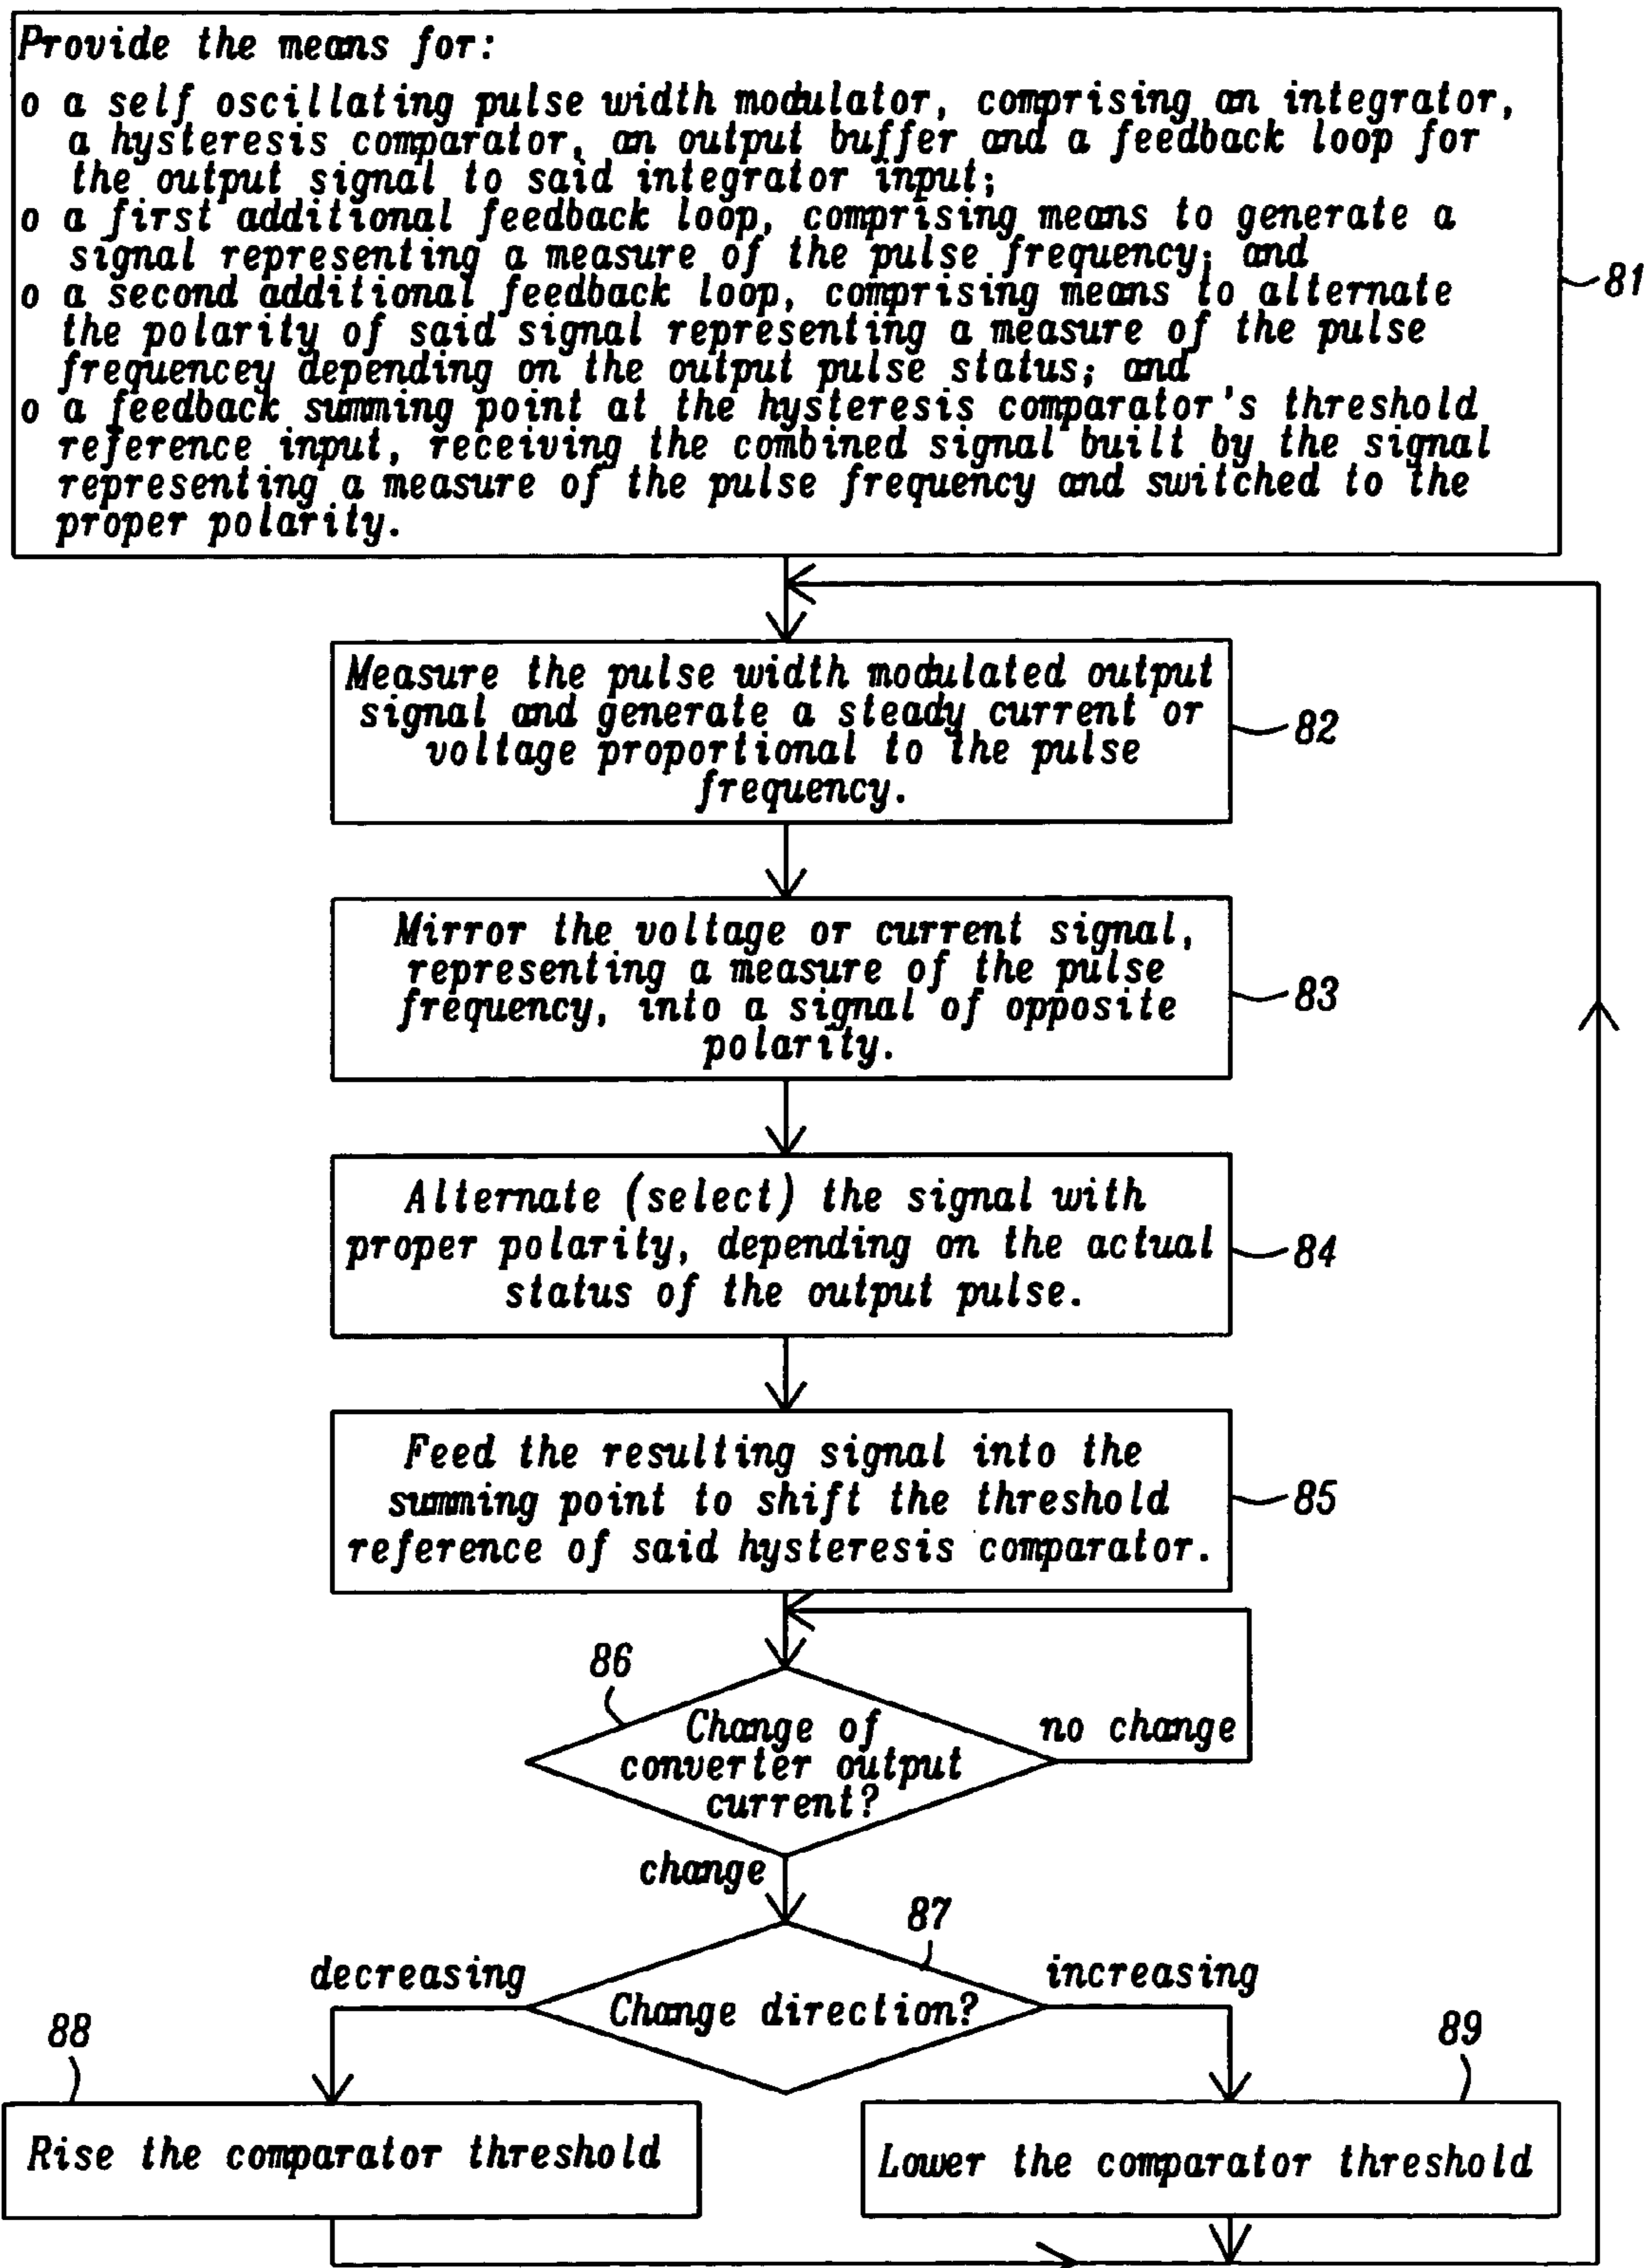 Provide the means for:
o a self oscillating pulse width modulator, comprising an integrator,
a hysteresis comparator, an output buffer and a feedback loop for
the output signal to said integrator input;
o a first additional feedback loop, comprising means to generate a
signal representing a measure of the pulse frequency; and
o a second additional feedback loop, comprising means to alternate
the polarity of said signal representing a measure of the pulse
frequencey depending on the output pulse status; and
o a feedback summing point at the hysteresis comparator's threshold
reference input, receiving the combined signal built by the signal
representing a measure of the pulse frequency and switched to the
proper polarity.
81
Measure the pulse width modulated output
signal and generate a steady current or
voltage proportional to the pulse
frequency.
82
Mirror the voltage or current signal,
representing a measure of the pulse
frequency, into a signal of opposite
polarity.
83
Alternate (select) the signal with
proper polarity, depending on the actual
status of the output pulse.
84
Feed the resulting signal into the
summing point to shift the threshold
reference of said hysteresis comparator.
85
86
Change of
converter output
current?
no change
change
87
decreasing
Change direction?
increasing
88
89
Rise the comparator threshold
Lower the comparator threshold